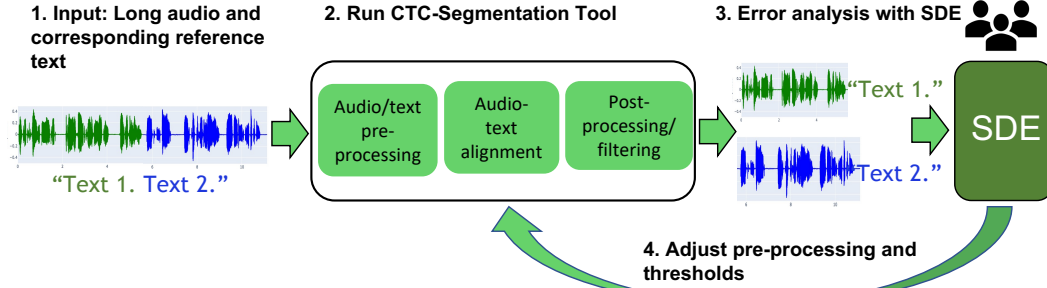 1. Input: Long audio and
corresponding reference
text
2. Run CTC-Segmentation Tool
3. Error analysis with SDE
Audio/text
pre-
processing
Audio-
text
alignment
Post-
processing/
filtering
"Text 1."
"Text 2."
SDE
"Text 1. Text 2."
4. Adjust pre-processing and
thresholds